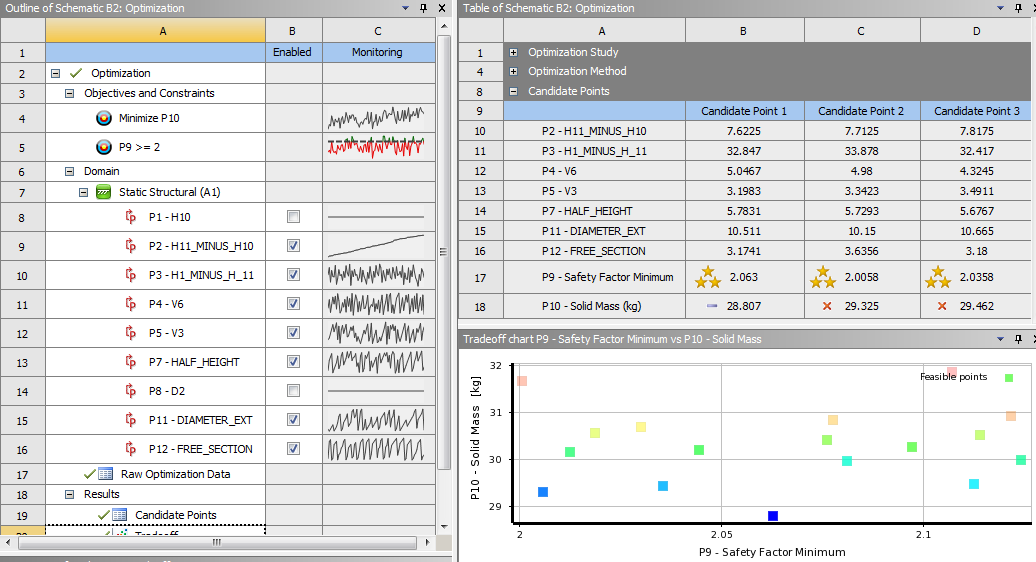 Outline of Schematic B2: Optimization
A B C
1 Enabled Monitoring
2 Optimization
3 Objectives and Constraints
4 Minimize P10
5 P9 >= 2
6 Domain
7 Static Structural (A1)
8 P1 - H10
9 P2 - H11_MINUS_H10
10 P3 - H1_MINUS_H_11
11 P4 - V6
12 P5 - V3
13 P7 - HALF_HEIGHT
14 P8 - D2
15 P11 - DIAMETER_EXT
16 P12 - FREE_SECTION
17 Raw Optimization Data
18 Results
19 Candidate Points
20 Tradeoff
Table of Schematic B2: Optimization
A B C D
1 Optimization Study
4 Optimization Method
8 Candidate Points
9 Candidate Point 1 Candidate Point 2 Candidate Point 3
10 P2 - H11_MINUS_H10 7.6225 7.7125 7.8175
11 P3 - H1_MINUS_H_11 32.847 33.878 32.417
12 P4 - V6 5.0467 4.98 4.3245
13 P5 - V3 3.1983 3.3423 3.4911
14 P7 - HALF_HEIGHT 5.7831 5.7293 5.6767
15 P11 - DIAMETER_EXT 10.511 10.15 10.665
16 P12 - FREE_SECTION 3.1741 3.6356 3.18
17 P9 - Safety Factor Minimum 2.063 2.0058 2.0358
18 P10 - Solid Mass (kg) 28.807 29.325 29.462
Tradeoff chart P9 - Safety Factor Minimum vs P10 - Solid Mass
Feasible points
P10 - Solid Mass [kg]
32
31
30
29
2 2.05 2.1
P9 - Safety Factor Minimum